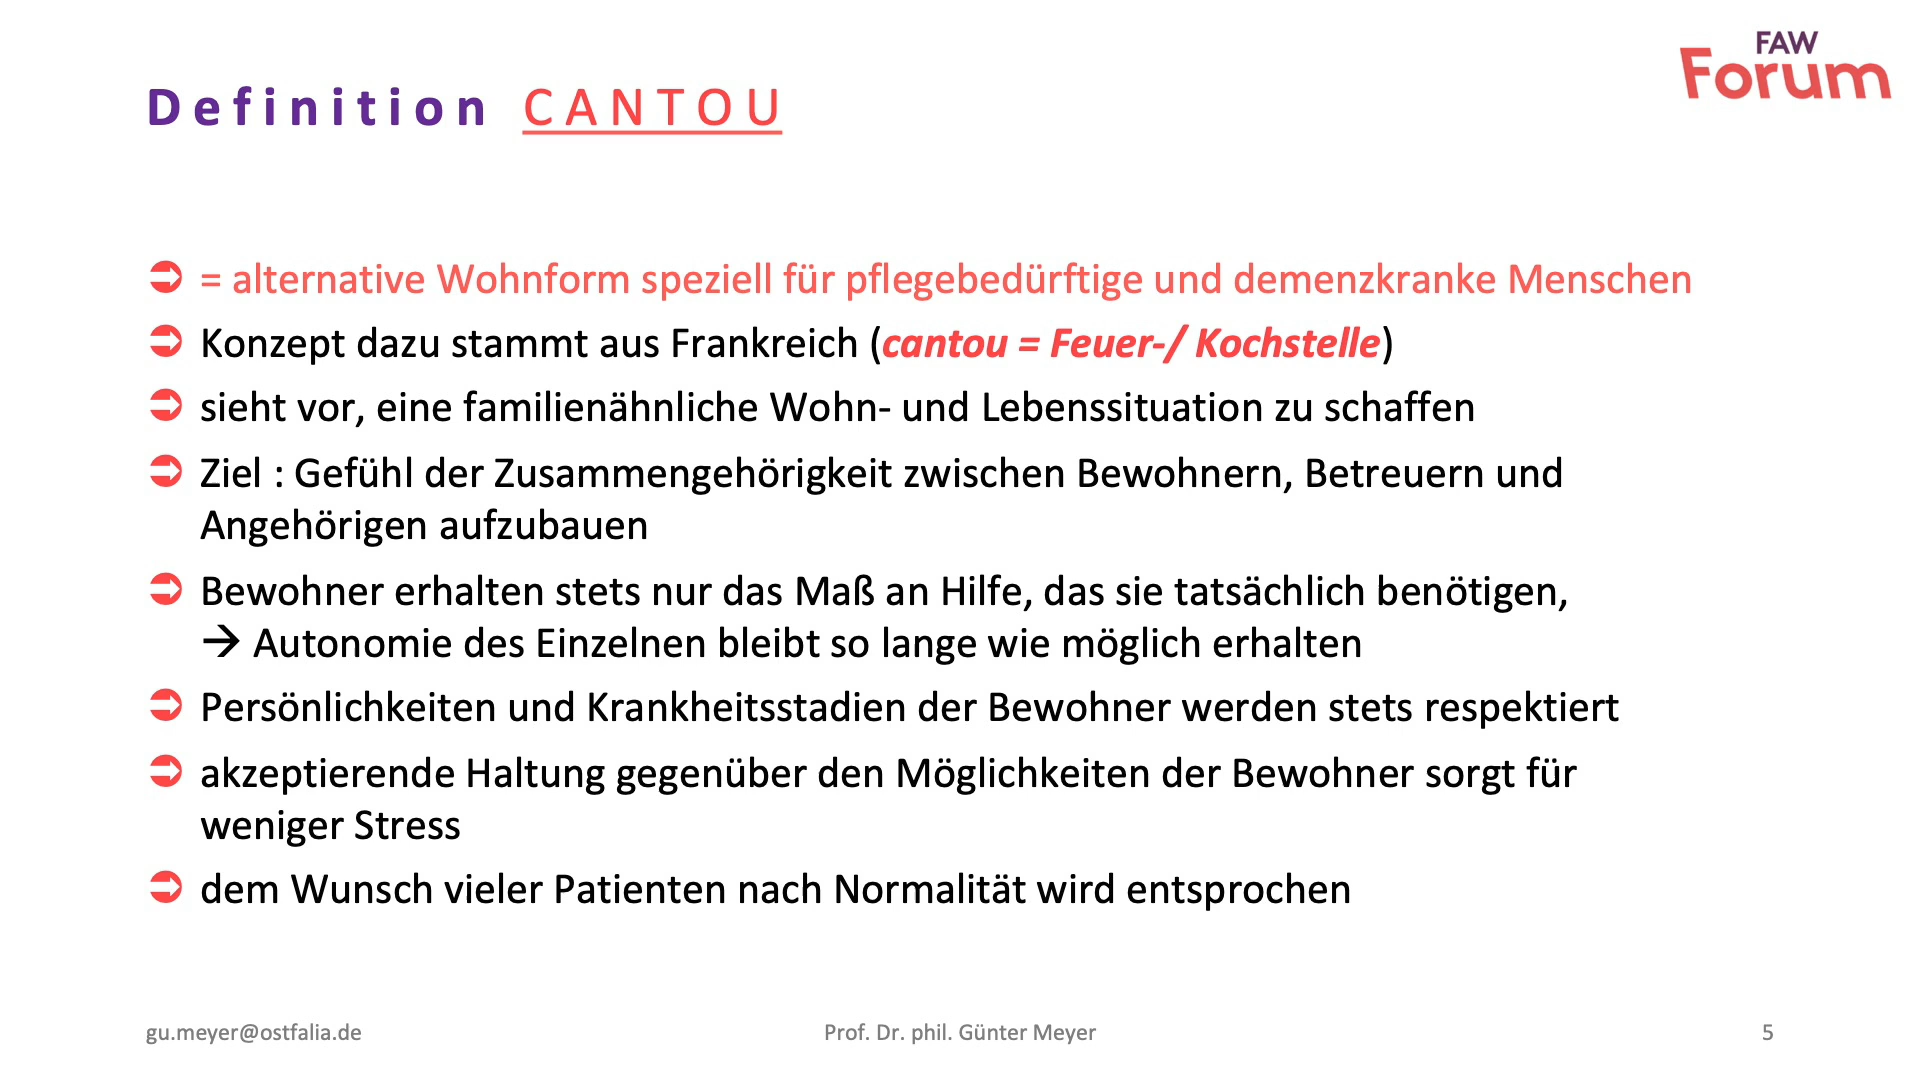 FAW
Forum
Definition CANTOU
= alternative Wohnform speziell für pflegebedürftige und demenzkranke Menschen
Konzept dazu stammt aus Frankreich (cantou = Feuer-/ Kochstelle)
sieht vor, eine familienähnliche Wohn- und Lebenssituation zu schaffen
Ziel : Gefühl der Zusammengehörigkeit zwischen Bewohnern, Betreuern und
Angehörigen aufzubauen
Bewohner erhalten stets nur das Maß an Hilfe, das sie tatsächlich benötigen,
→ Autonomie des Einzelnen bleibt so lange wie möglich erhalten
Persönlichkeiten und Krankheitsstadien der Bewohner werden stets respektiert
akzeptierende Haltung gegenüber den Möglichkeiten der Bewohner sorgt für
weniger Stress
dem Wunsch vieler Patienten nach Normalität wird entsprochen
gu.meyer@ostfalia.de
Prof. Dr. phil. Günter Meyer
5